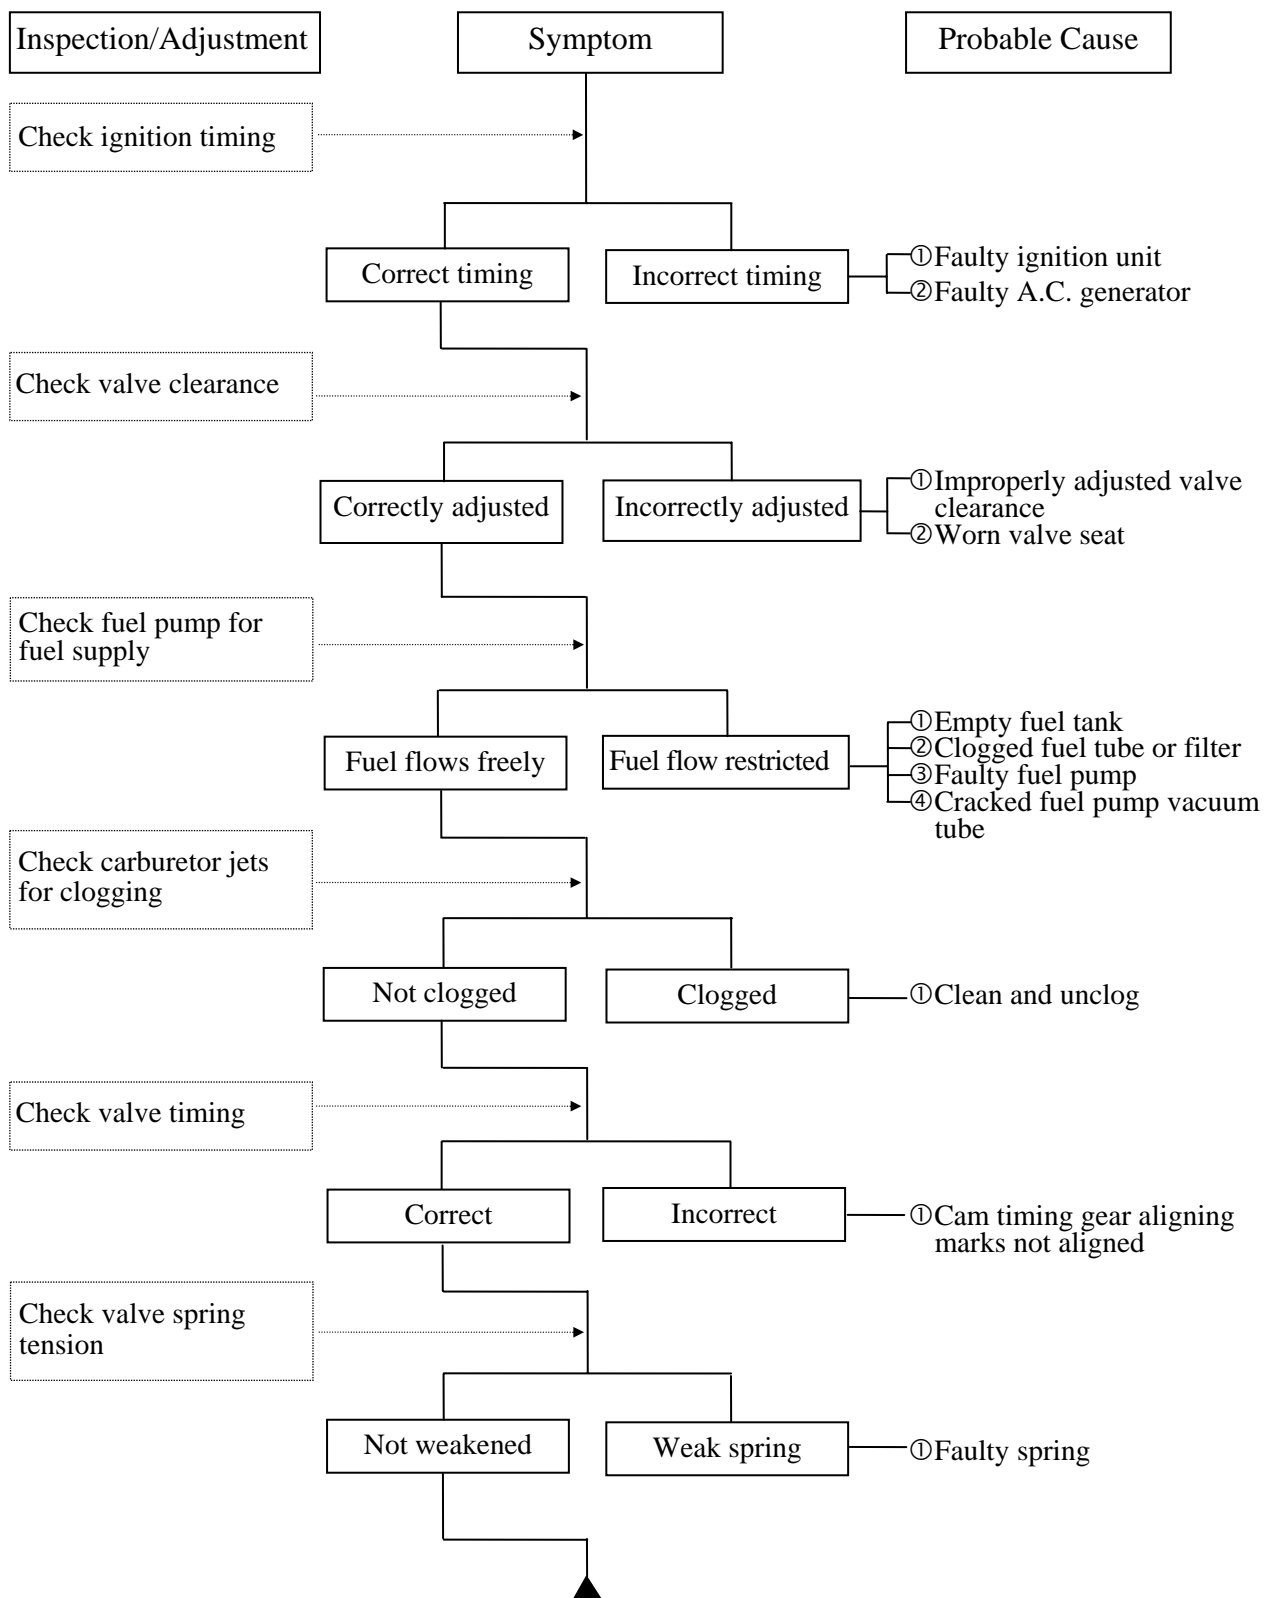 Inspection/Adjustment
Symptom
Probable Cause
Check ignition timing
Correct timing
Incorrect timing
①Faulty ignition unit
②Faulty A.C. generator
Check valve clearance
Correctly adjusted
Incorrectly adjusted
①Improperly adjusted valve
clearance
②Worn valve seat
Check fuel pump for
fuel supply
Fuel flows freely
Fuel flow restricted
①Empty fuel tank
②Clogged fuel tube or filter
③Faulty fuel pump
④Cracked fuel pump vacuum
tube
Check carburetor jets
for clogging
Not clogged
Clogged
①Clean and unclog
Check valve timing
Correct
Incorrect
①Cam timing gear aligning
marks not aligned
Check valve spring
tension
Not weakened
Weak spring
①Faulty spring